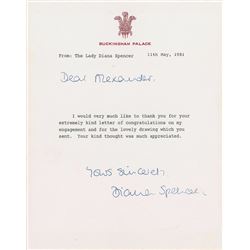 BUCKINGHAM PALACE
From: The Lady Diana Spencer 11th May, 1981
Dear Alexander,
I would very much like to thank you for your
extremely kind letter of congratulations on my
engagement and for the lovely drawing which you
sent. Your kind thought was much appreciated.
Yours sincerely,
Diana Spencer.